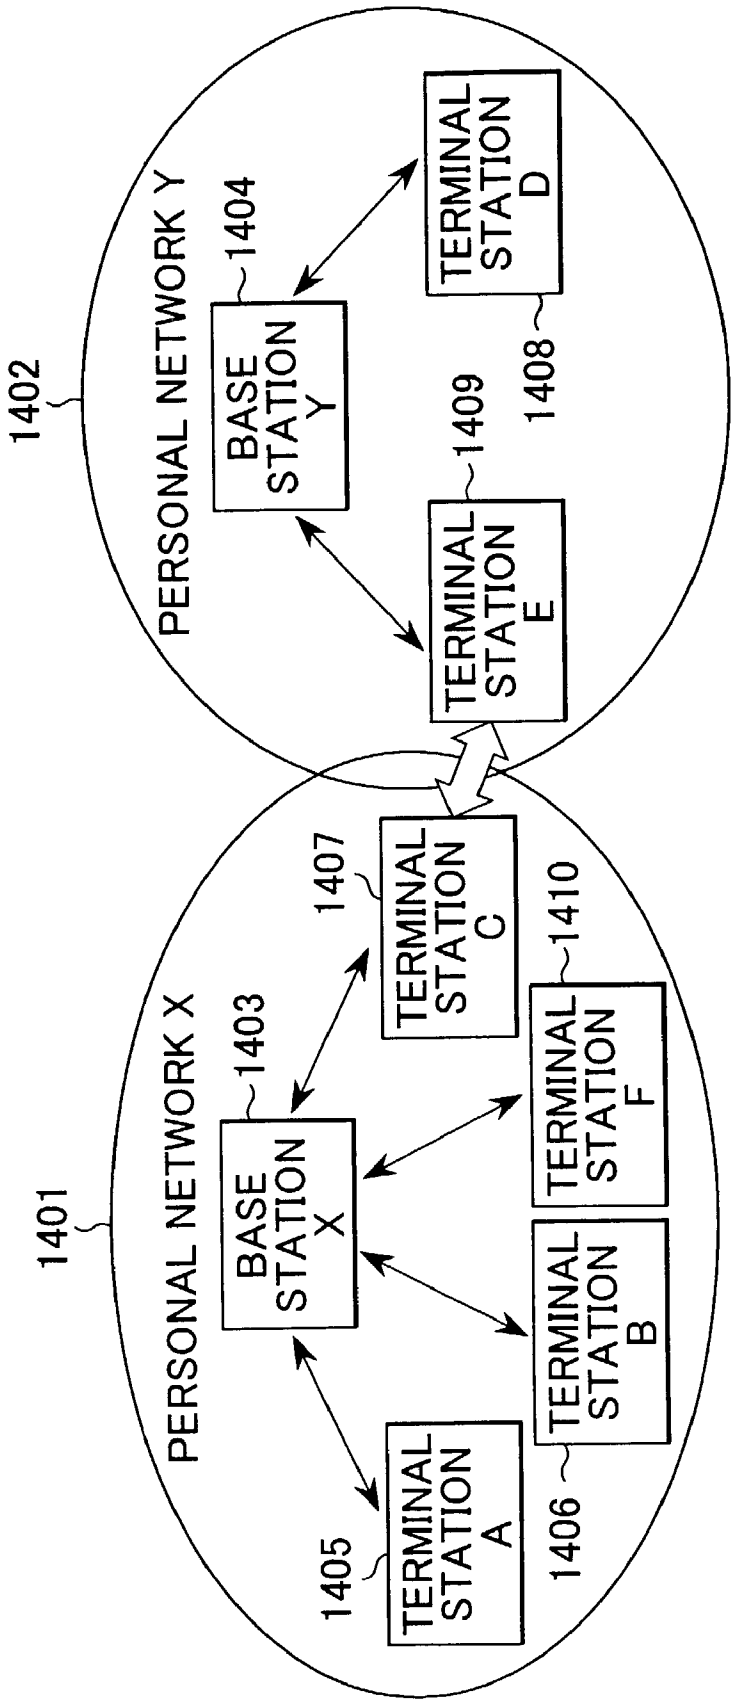 1401
PERSONAL NETWORK X
1403
BASE
STATION
X
1405
TERMINAL
STATION
A
1406
TERMINAL
STATION
B
TERMINAL
STATION
F
1410
1407
TERMINAL
STATION
C
1402
PERSONAL NETWORK Y
1404
BASE
STATION
Y
1409
TERMINAL
STATION
E
1408
TERMINAL
STATION
D